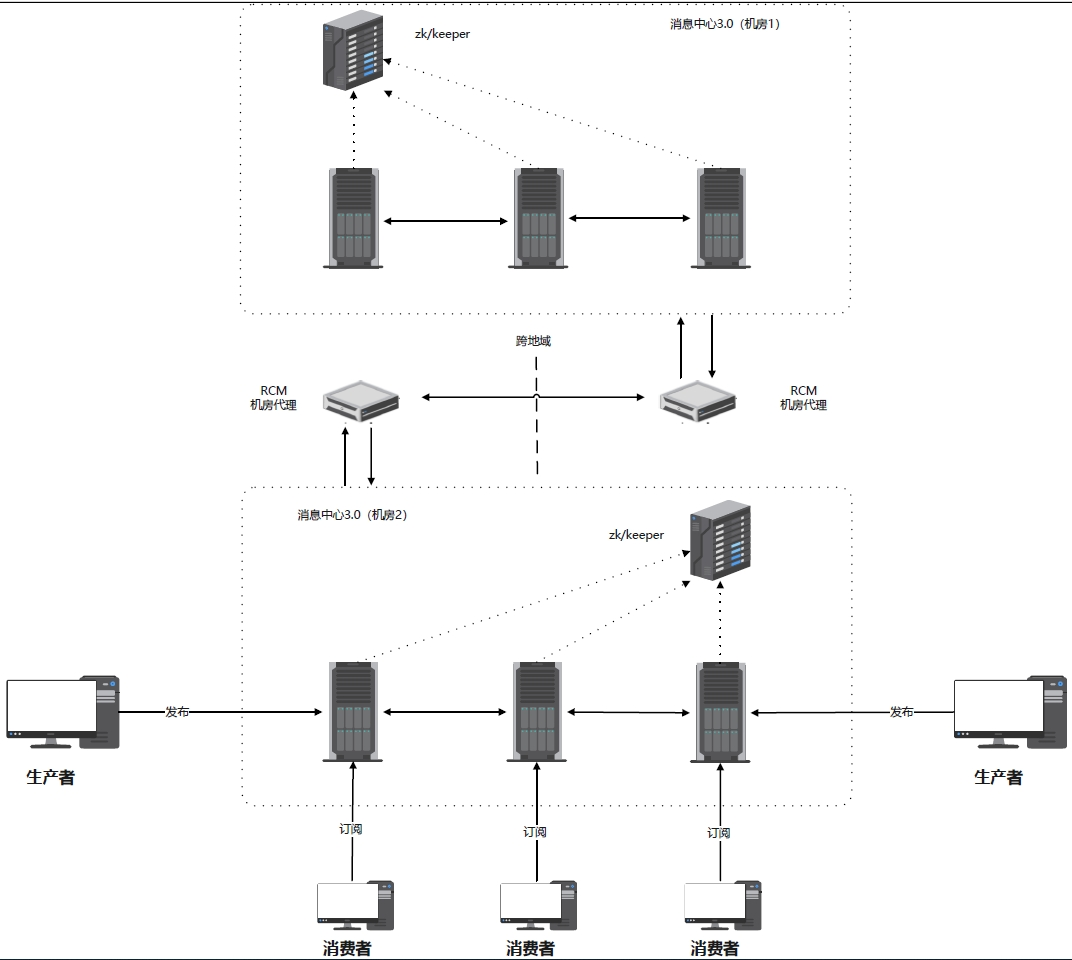 zk/keeper
消息中心3.0（机房1）
跨地域
RCM
机房代理
RCM
机房代理
消息中心3.0（机房2）
zk/keeper
发布
发布
生产者
生产者
订阅
订阅
订阅
消费者
消费者
消费者